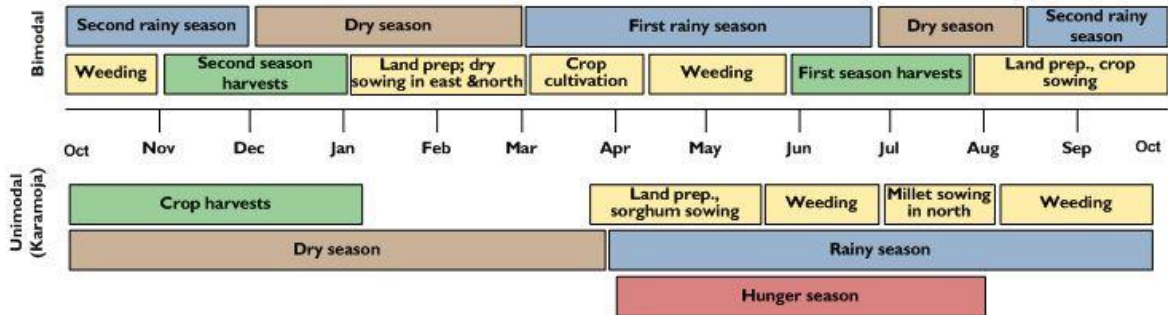 Bimodal
Second rainy season
Dry season
First rainy season
Dry season
Second rainy
season
Weeding
Second season
harvests
Land prep; dry
sowing in east &north
Crop
cultivation
Weeding
First season harvests
Land prep., crop
sowing
Oct Nov Dec Jan Feb Mar Apr May Jun Jul Aug Sep Oct
Unimodal
(Karamoja)
Crop harvests
Land prep.,
sorghum sowing
Weeding
Millet sowing
in north
Weeding
Dry season
Rainy season
Hunger season